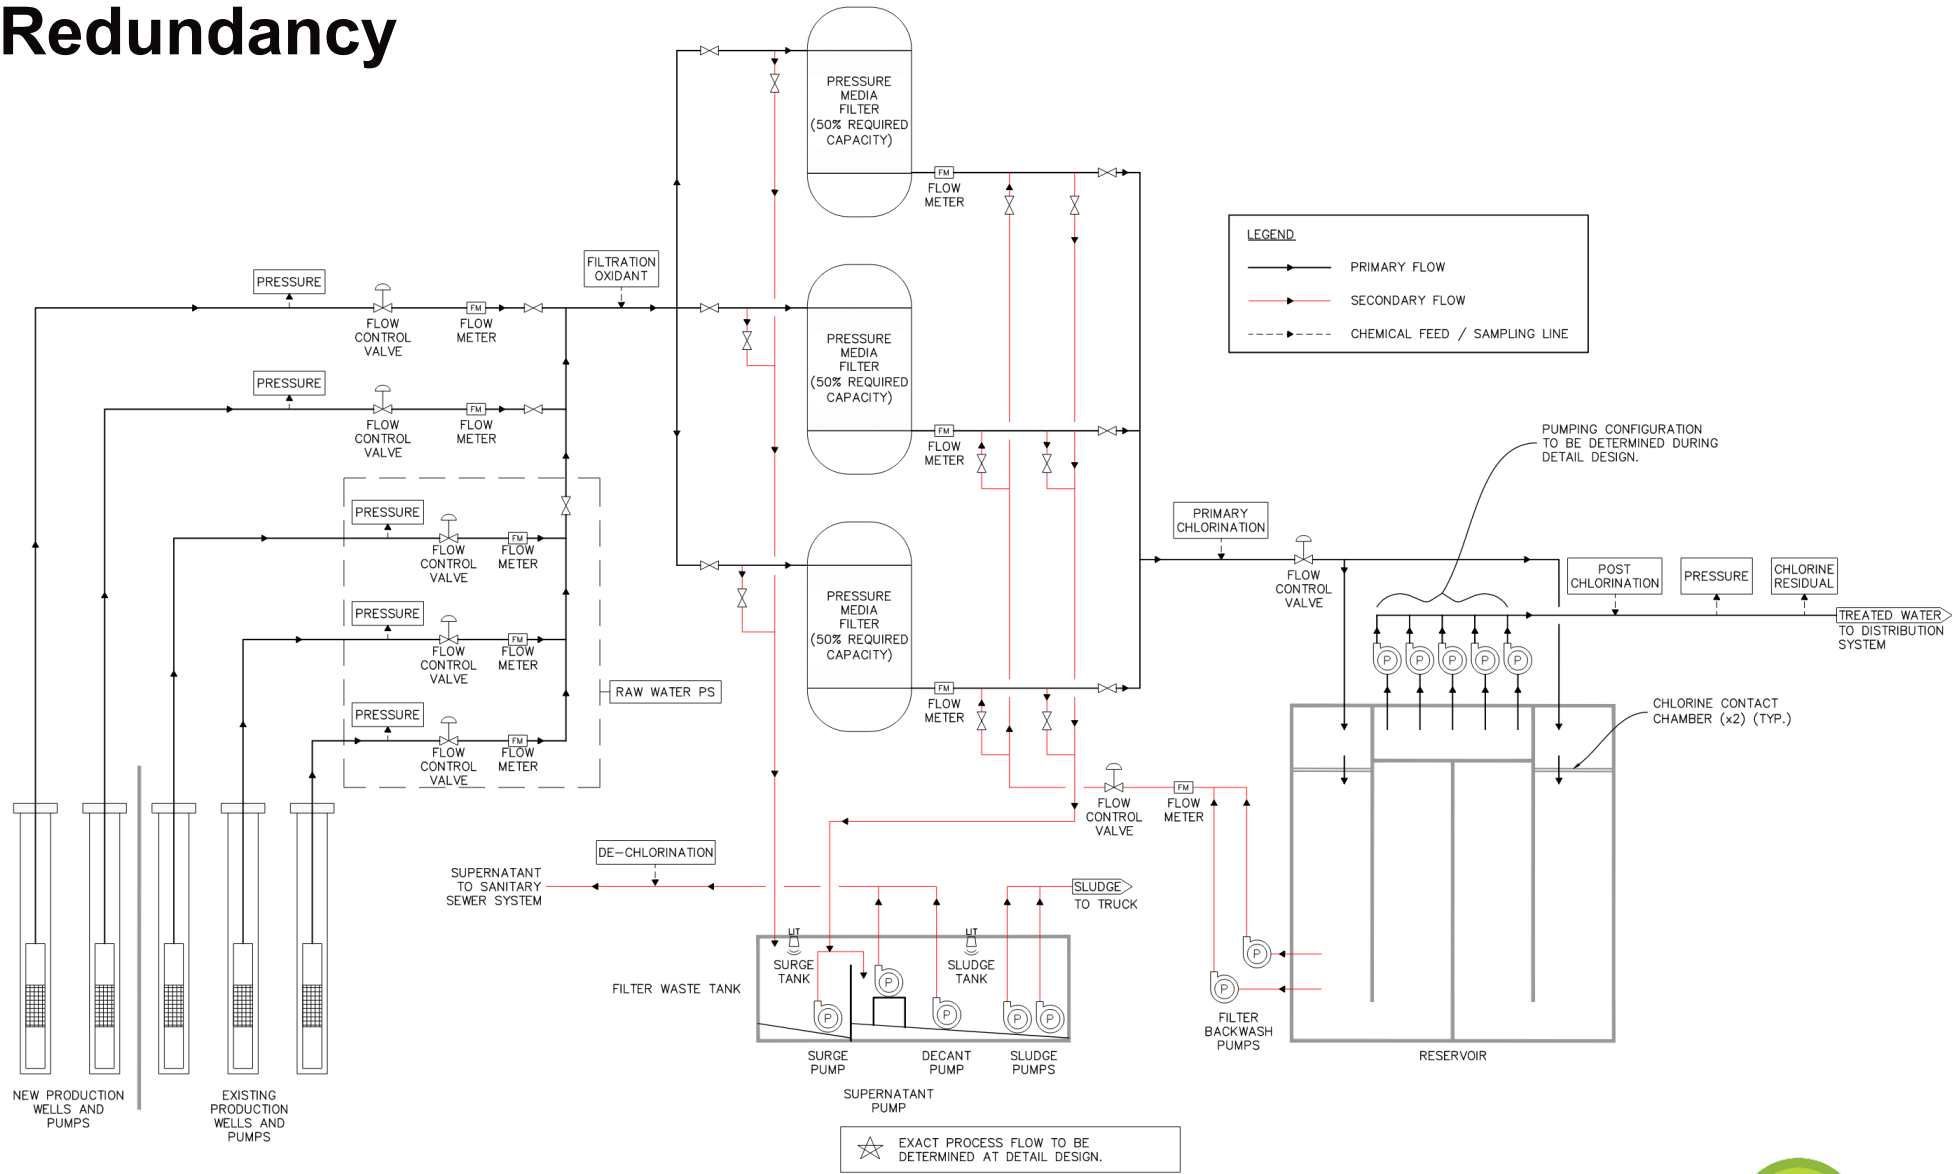 Redundancy
PRESSURE
MEDIA
FILTER
(50% REQUIRED
CAPACITY)
FM
FLOW
METER
LEGEND
PRIMARY FLOW
SECONDARY FLOW
CHEMICAL FEED / SAMPLING LINE
FILTRATION
OXIDANT
PRESSURE
FLOW
CONTROL
VALVE
FM
FLOW
METER
PRESSURE
MEDIA
FILTER
(50% REQUIRED
CAPACITY)
FM
FLOW
METER
PRESSURE
FLOW
CONTROL
VALVE
FM
FLOW
METER
PUMPING CONFIGURATION
TO BE DETERMINED DURING
DETAIL DESIGN.
PRESSURE
FLOW
CONTROL
VALVE
FM
FLOW
METER
PRESSURE
FLOW
CONTROL
VALVE
FM
FLOW
METER
PRESSURE
FLOW
CONTROL
VALVE
FM
FLOW
METER
RAW WATER PS
PRESSURE
MEDIA
FILTER
(50% REQUIRED
CAPACITY)
FM
FLOW
METER
PRIMARY
CHLORINATION
FLOW
CONTROL
VALVE
POST
CHLORINATION
PRESSURE
CHLORINE
RESIDUAL
TREATED WATER
TO DISTRIBUTION
SYSTEM
P
P
P
P
P
CHLORINE CONTACT
CHAMBER (x2) (TYP.)
FLOW
CONTROL
VALVE
FM
FLOW
METER
DE-CHLORINATION
SUPERNATANT
TO SANITARY
SEWER SYSTEM
SLUDGE
TO TRUCK
LIT
SURGE
TANK
LIT
SLUDGE
TANK
FILTER WASTE TANK
P
P
P
P
P
P
P
FILTER
BACKWASH
PUMPS
RESERVOIR
SURGE
PUMP
DECANT
PUMP
SLUDGE
PUMPS
SUPERNATANT
PUMP
NEW PRODUCTION
WELLS AND
PUMPS
EXISTING
PRODUCTION
WELLS AND
PUMPS
EXACT PROCESS FLOW TO BE
DETERMINED AT DETAIL DESIGN.